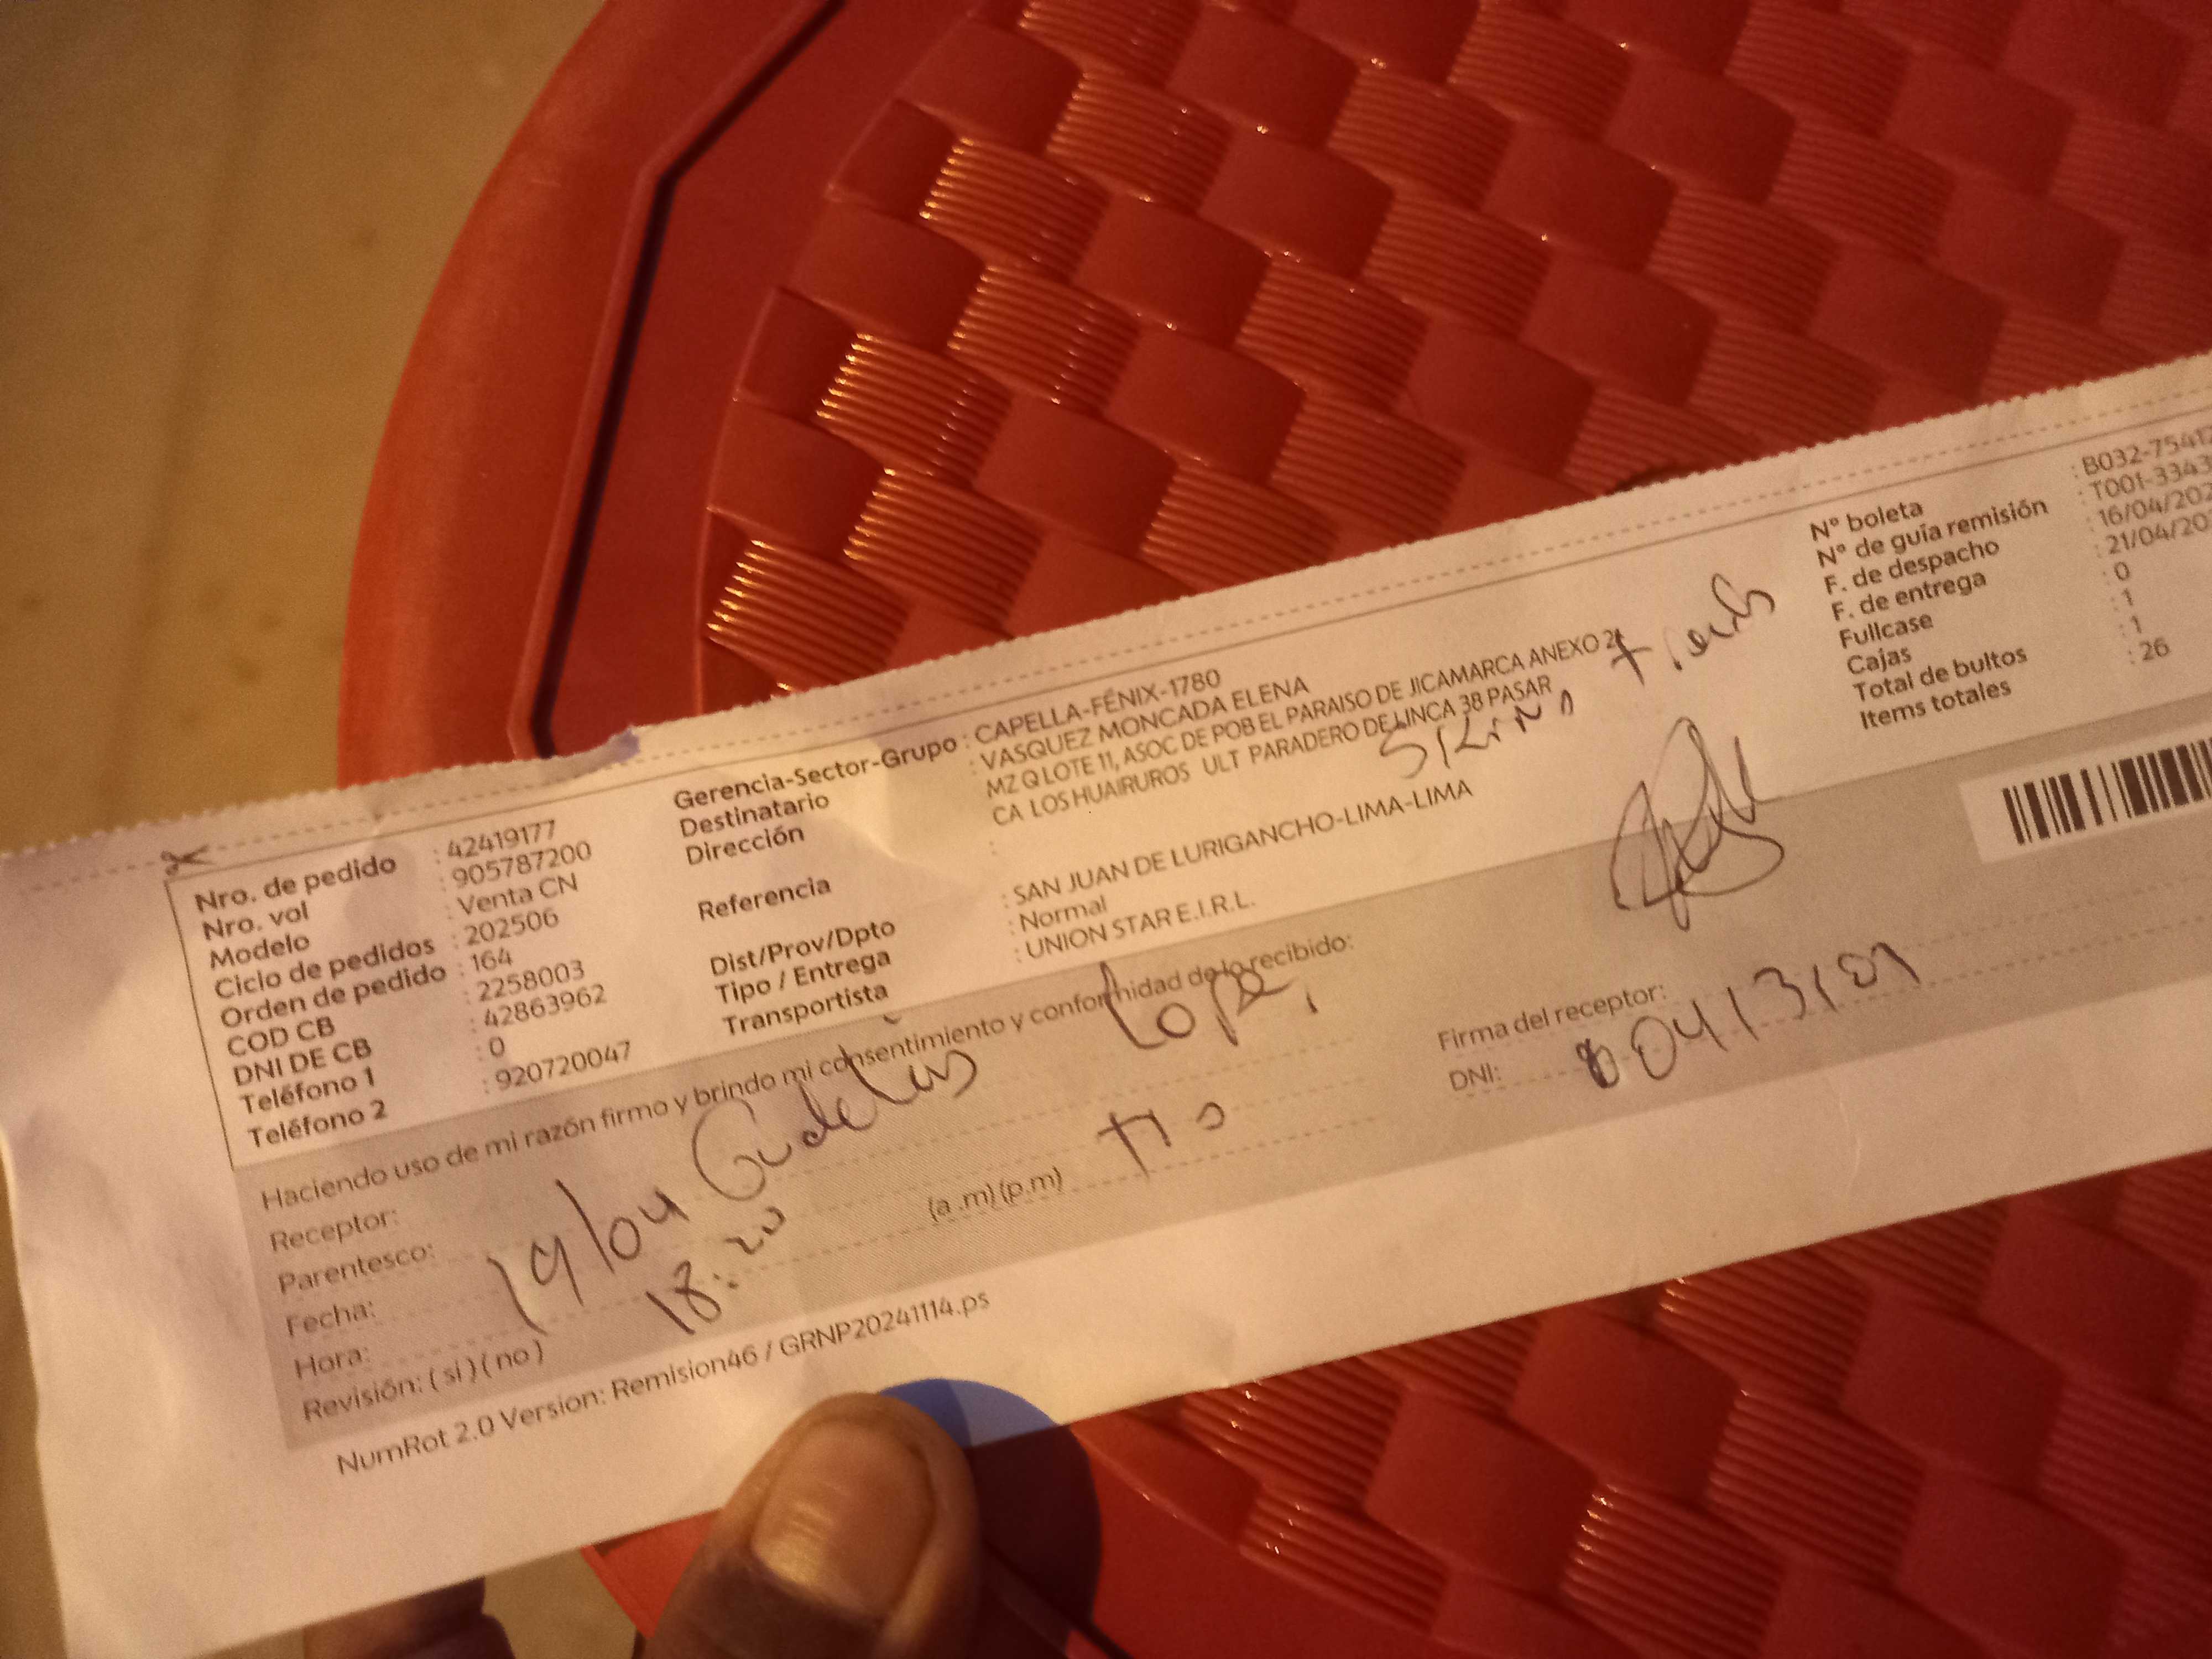 Nro. de pedido : 42419177
Nro. vol : 905787200
Modelo : Venta CN
Ciclo de pedidos : 202506
Orden de pedido : 164
COD CB : 2258003
DNI DE CB : 42863962
Teléfono 1 : 0
Teléfono 2 : 920720047
Gerencia-Sector-Grupo : CAPELLA-FÉNIX-1780
Destinatario : VASQUEZ MONCADA ELENA
Dirección : MZ Q LOTE 11, ASOC DE POB EL PARAISO DE JICAMARCA ANEXO 2
CA LOS HUAIRUROS ULT PARADERO DE LINCA 38 PASAR
Referencia :
Dist/Prov/Dpto : SAN JUAN DE LURIGANCHO-LIMA-LIMA
Tipo / Entrega : Normal
Transportista : UNION STAR E.I.R.L.
N° boleta : B032-7541
N° de guía remisión : T001-3343
F. de despacho : 16/04/202
F. de entrega : 21/04/20
Fullcase : 0
Cajas : 1
Total de bultos : 1
Items totales : 26
Haciendo uso de mi razón firmo y brindo mi consentimiento y conformidad de lo recibido:
Receptor:
Parentesco:
Fecha: 19/04
Hora: 18:20 (a .m) (p.m)
Revisión: ( si ) ( no )
Firma del receptor:
DNI:
NumRot 2.0 Version: Remision46 / GRNP20241114.ps